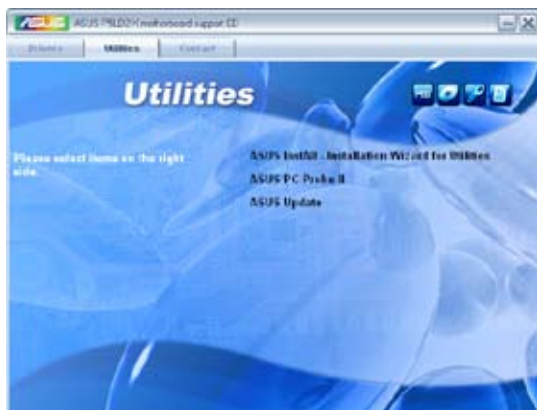 ASUS
ASUS P5LD2-X motherboard support CD
Drivers
Utilities
Contact
Utilities
Please select items on the right
side.
ASUS InstAll - Installation Wizard for Utilities
ASUS PC Probe II
ASUS Update